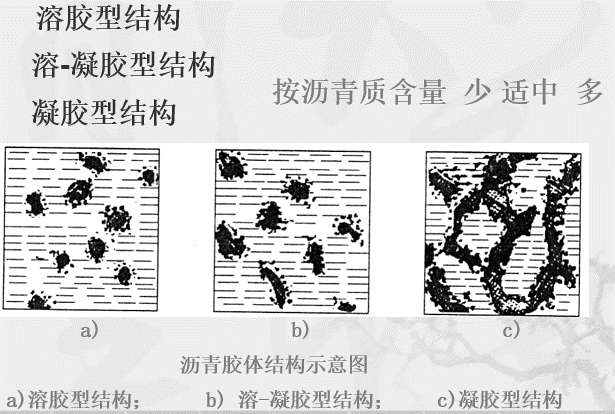 溶胶型结构
溶-凝胶型结构
凝胶型结构
按沥青质含量 少 适中 多
a)
b)
c)
沥青胶体结构示意图
a)溶胶型结构； b) 溶-凝胶型结构； c)凝胶型结构